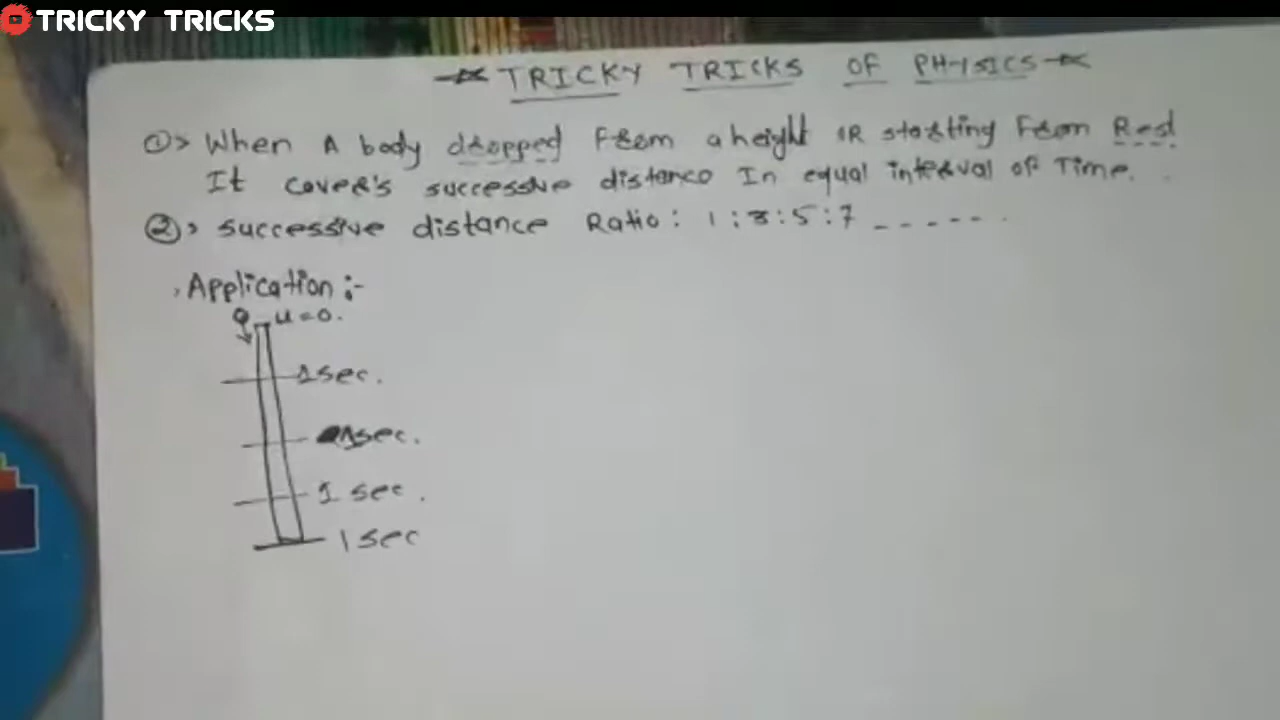 TRICKY TRICKS
TRICKY TRICKS OF PHYSICS
1> When A body dropped From a height OR starting From Rest
It cover's successive distance In equal interval of Time.
2> successive distance Ratio : 1 : 3 : 5 : 7 ------.
Application :-
u = 0.
1sec.
1sec.
1 sec.
1 sec